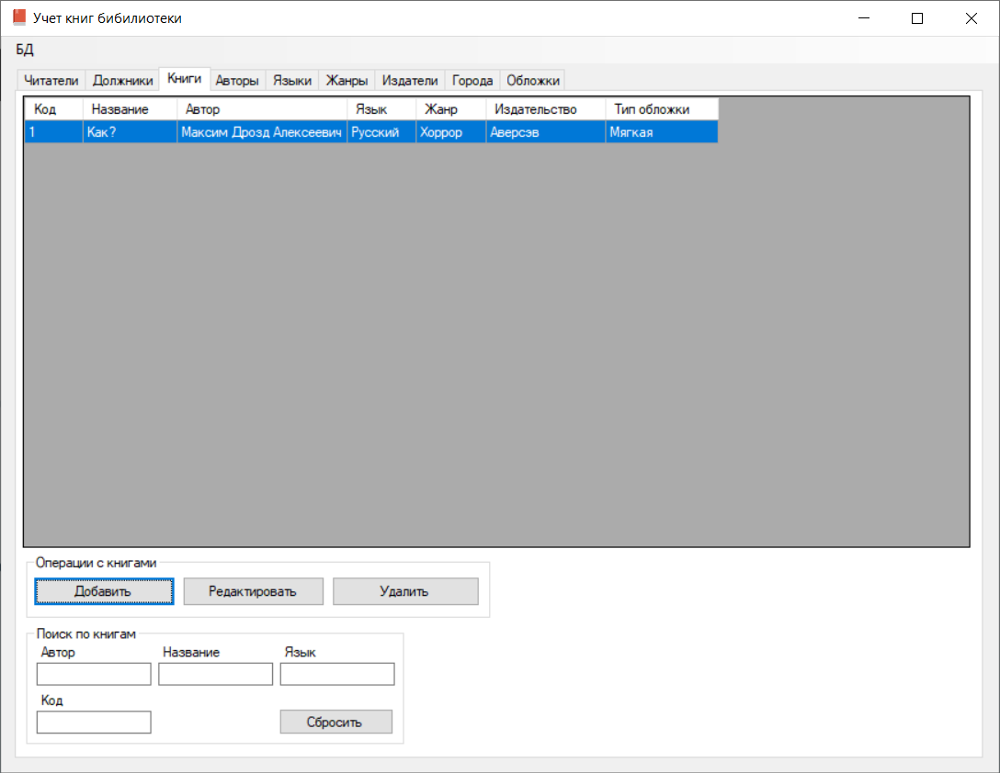 Учет книг бибилиотеки
БД
Читатели Должники Книги Авторы Языки Жанры Издатели Города Обложки
Код Название Автор Язык Жанр Издательство Тип обложки
1 Как? Максим Дрозд Алексеевич Русский Хоррор Аверсэв Мягкая
Операции с книгами
Добавить Редактировать Удалить
Поиск по книгам
Автор Название Язык
Код
Сбросить